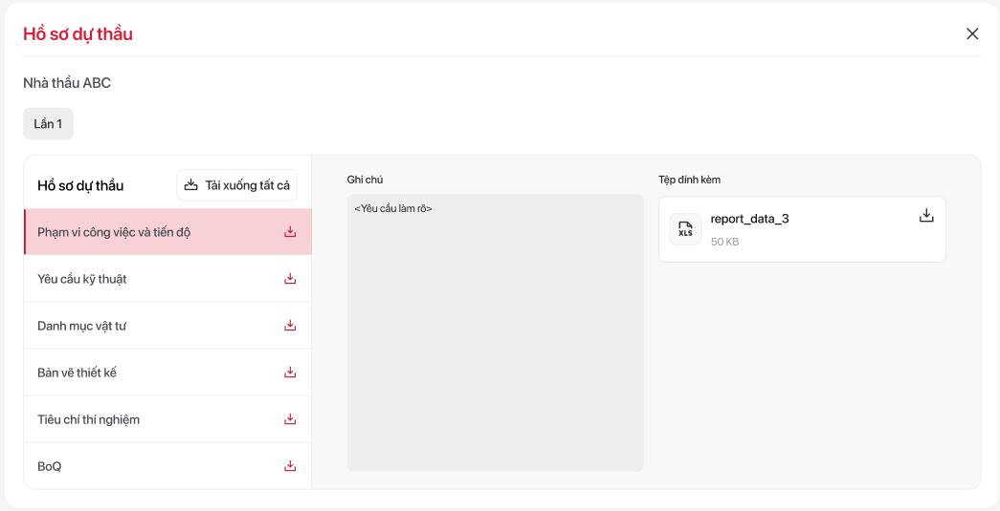 Hồ sơ dự thầu
Nhà thầu ABC
Lần 1
Hồ sơ dự thầu
Tải xuống tất cả
Phạm vi công việc và tiến độ
Yêu cầu kỹ thuật
Danh mục vật tư
Bản vẽ thiết kế
Tiêu chí thí nghiệm
BoQ
Ghi chú
<Yêu cầu làm rõ>
Tệp đính kèm
XLS
report_data_3
50 KB